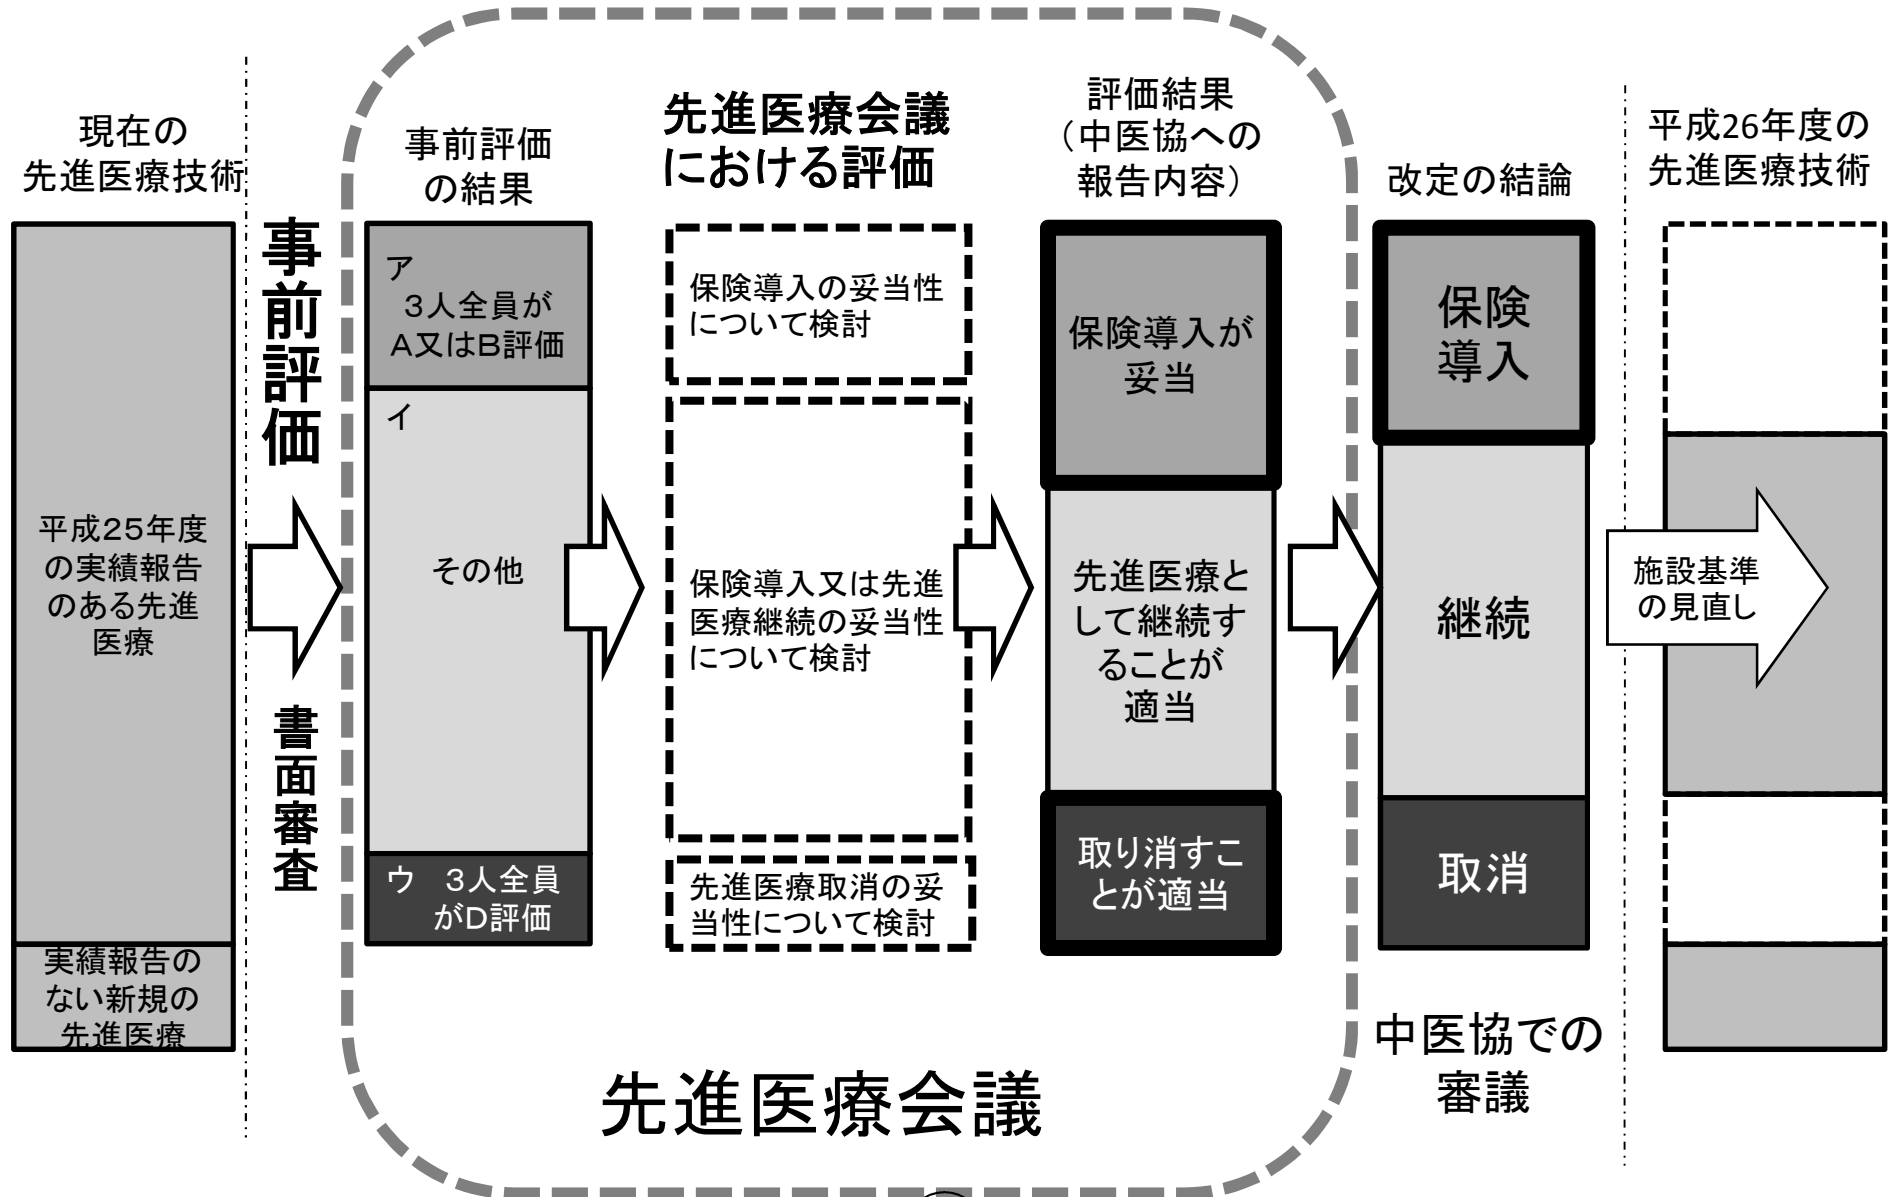 現在の
先進医療技術
平成25年度
の実績報告
のある先進
医療
実績報告の
ない新規の
先進医療
事前評価
書面審査
事前評価
の結果
ア
3人全員が
A又はB評価
イ
その他
ウ 3人全員
がD評価
先進医療会議
における評価
保険導入の妥当性
について検討
保険導入又は先進
医療継続の妥当性
について検討
先進医療取消の妥
当性について検討
評価結果
（中医協への
報告内容）
保険導入が
妥当
先進医療と
して継続す
ることが
適当
取り消すこ
とが適当
先進医療会議
改定の結論
保険
導入
継続
取消
中医協での
審議
平成26年度の
先進医療技術
施設基準
の見直し